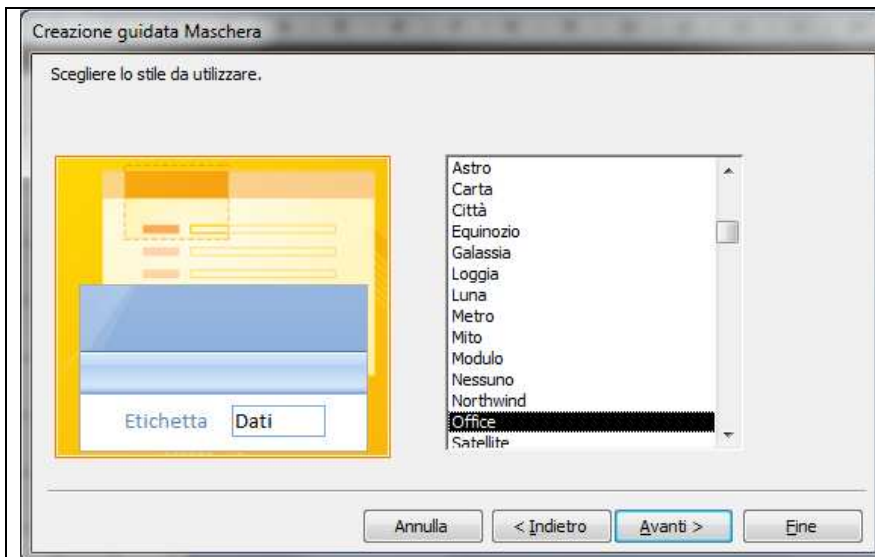 Creazione guidata Maschera
Scegliere lo stile da utilizzare.
Etichetta Dati
Astro
Carta
Città
Equinozio
Galassia
Loggia
Luna
Metro
Mito
Modulo
Nessuno
Northwind
Office
Satellite
Annulla
< Indietro
Avanti >
Fine